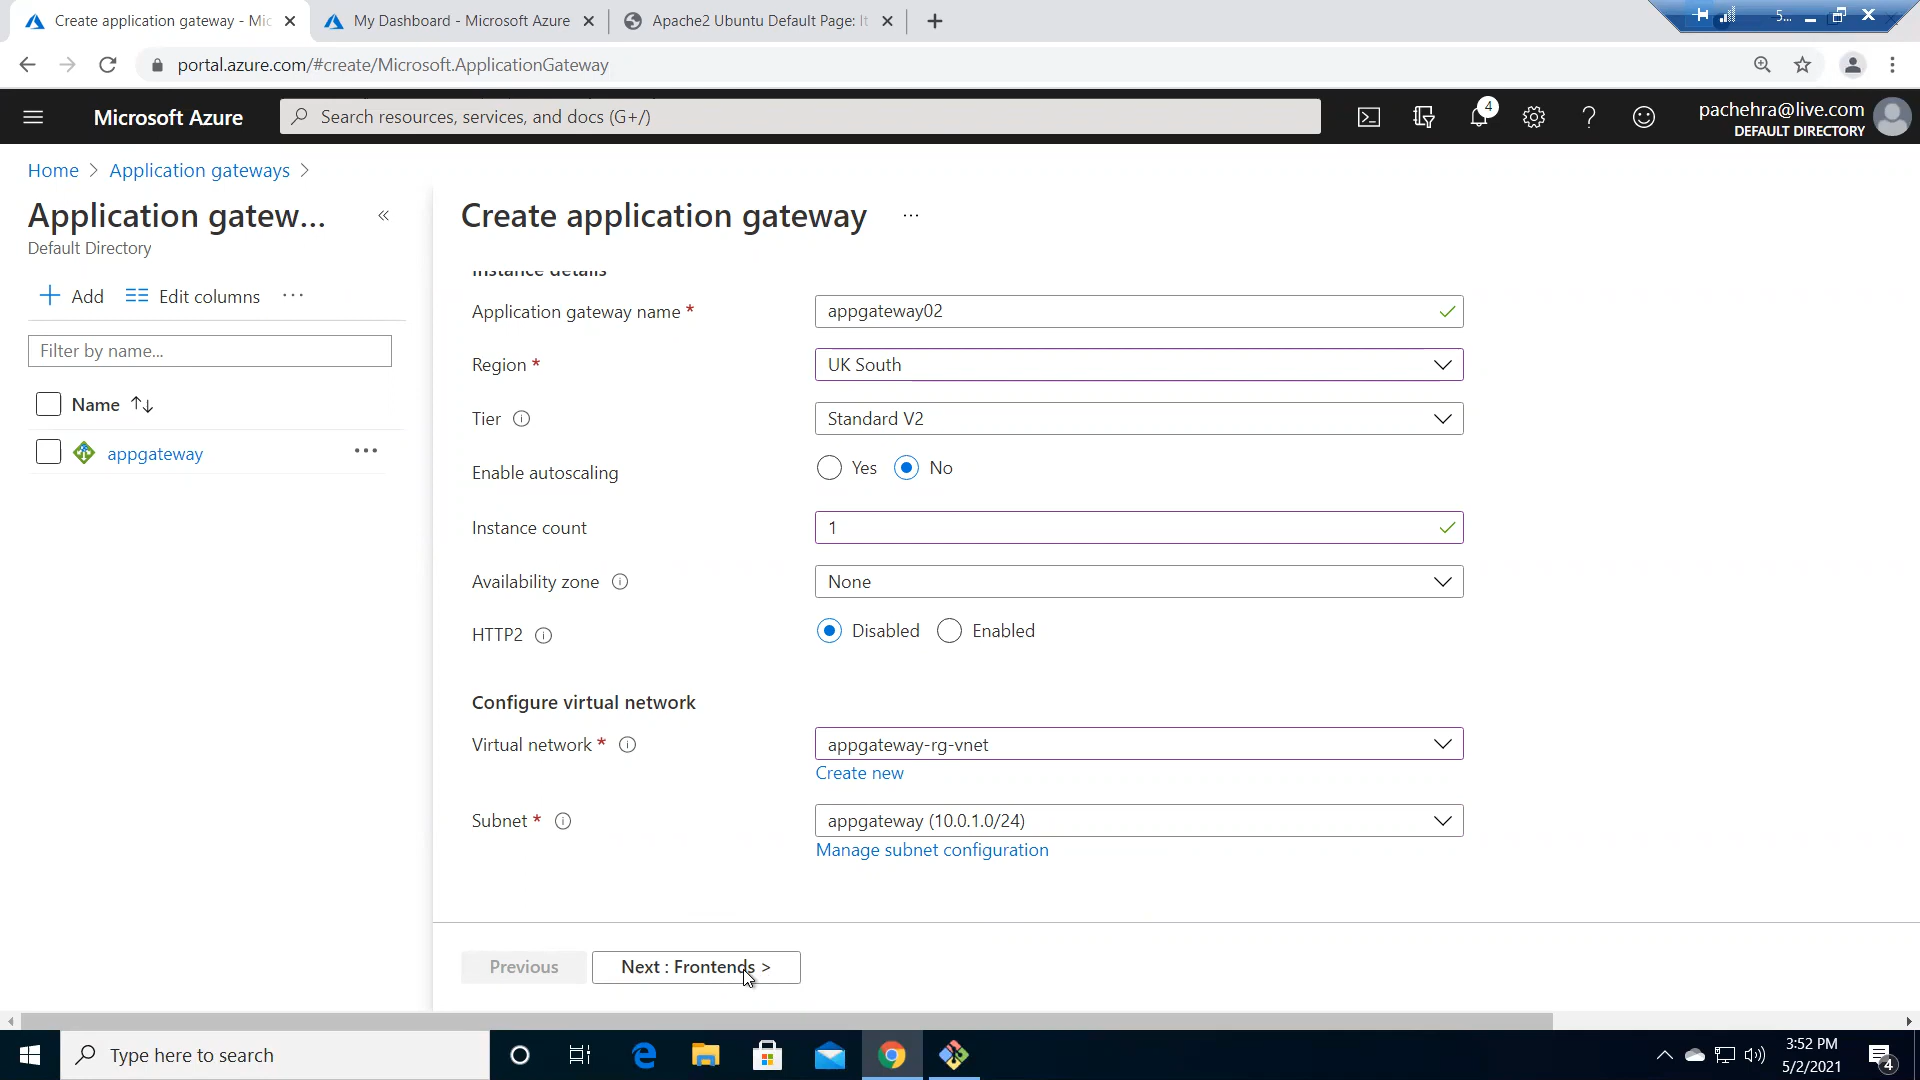 Create application gateway - Mic
My Dashboard - Microsoft Azure
Apache2 Ubuntu Default Page: It
5...
portal.azure.com/#create/Microsoft.ApplicationGateway
Microsoft Azure
Search resources, services, and docs (G+/)
4
pachehra@live.com
DEFAULT DIRECTORY
Home > Application gateways >
Application gatew...
Default Directory
Add
Edit columns
Filter by name...
Name
appgateway
Create application gateway
Instance details
Application gateway name *
appgateway02
Region *
UK South
Tier
Standard V2
Enable autoscaling
Yes
No
Instance count
1
Availability zone
None
HTTP2
Disabled
Enabled
Configure virtual network
Virtual network *
appgateway-rg-vnet
Create new
Subnet *
appgateway (10.0.1.0/24)
Manage subnet configuration
Previous
Next : Frontends >
Type here to search
3:52 PM
5/2/2021
4